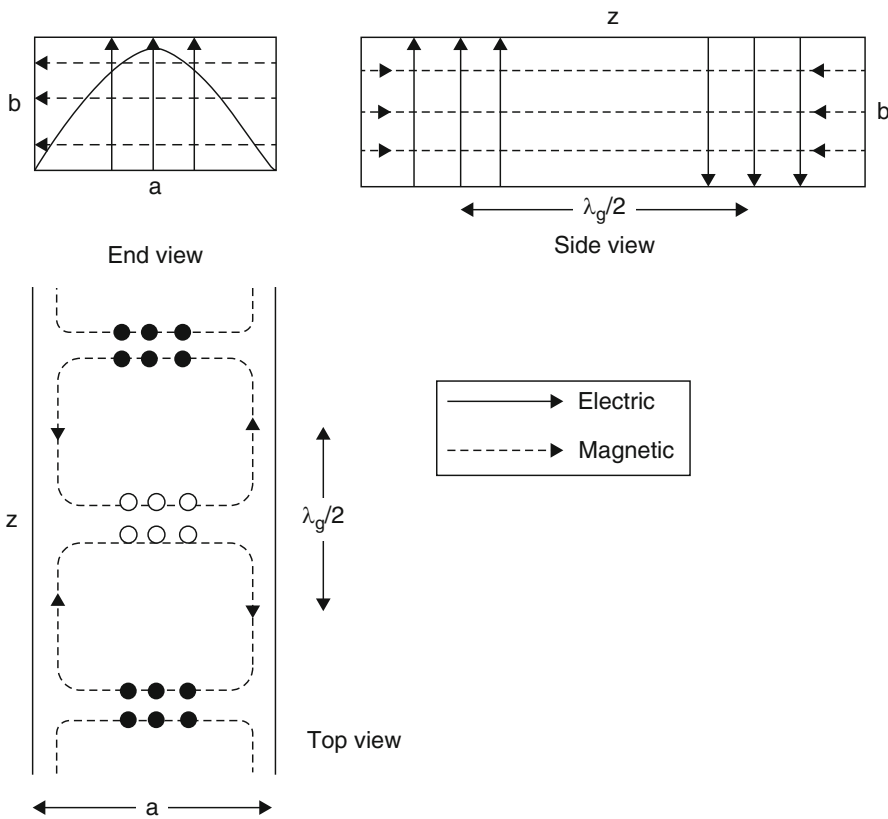 z
b
a
b
λg/2
Side view
End view
Electric
Magnetic
z
λg/2
Top view
a